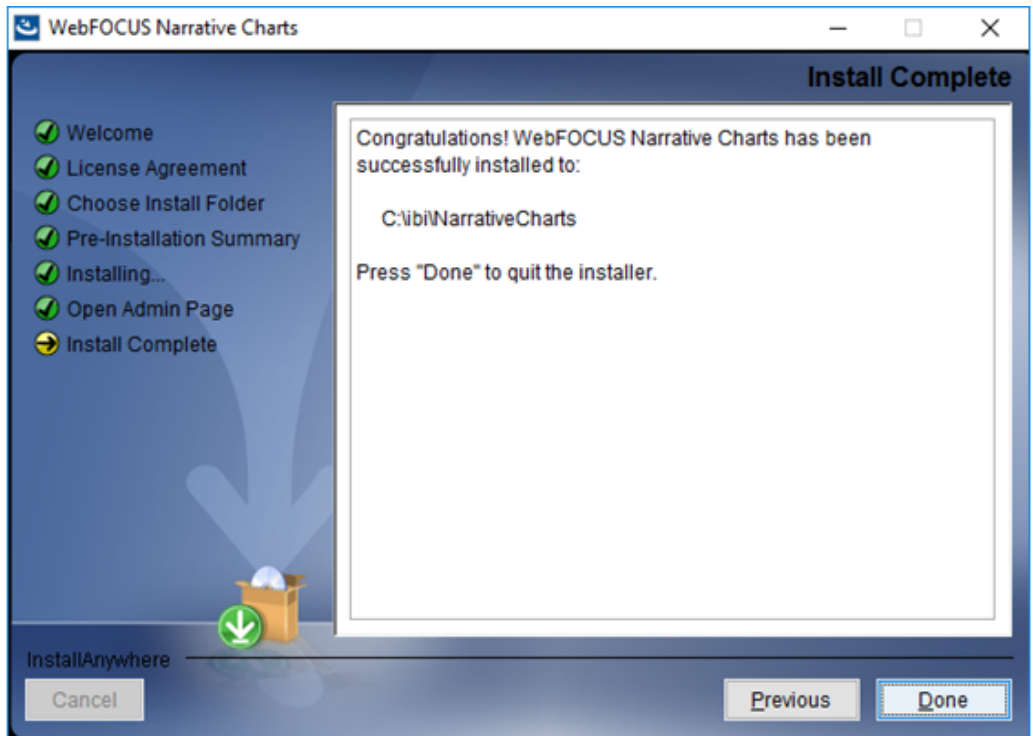 WebFOCUS Narrative Charts
Install Complete
Welcome
License Agreement
Choose Install Folder
Pre-Installation Summary
Installing...
Open Admin Page
Install Complete
Congratulations! WebFOCUS Narrative Charts has been
successfully installed to:
C:\ibi\NarrativeCharts
Press "Done" to quit the installer.
InstallAnywhere
Cancel
Previous
Done